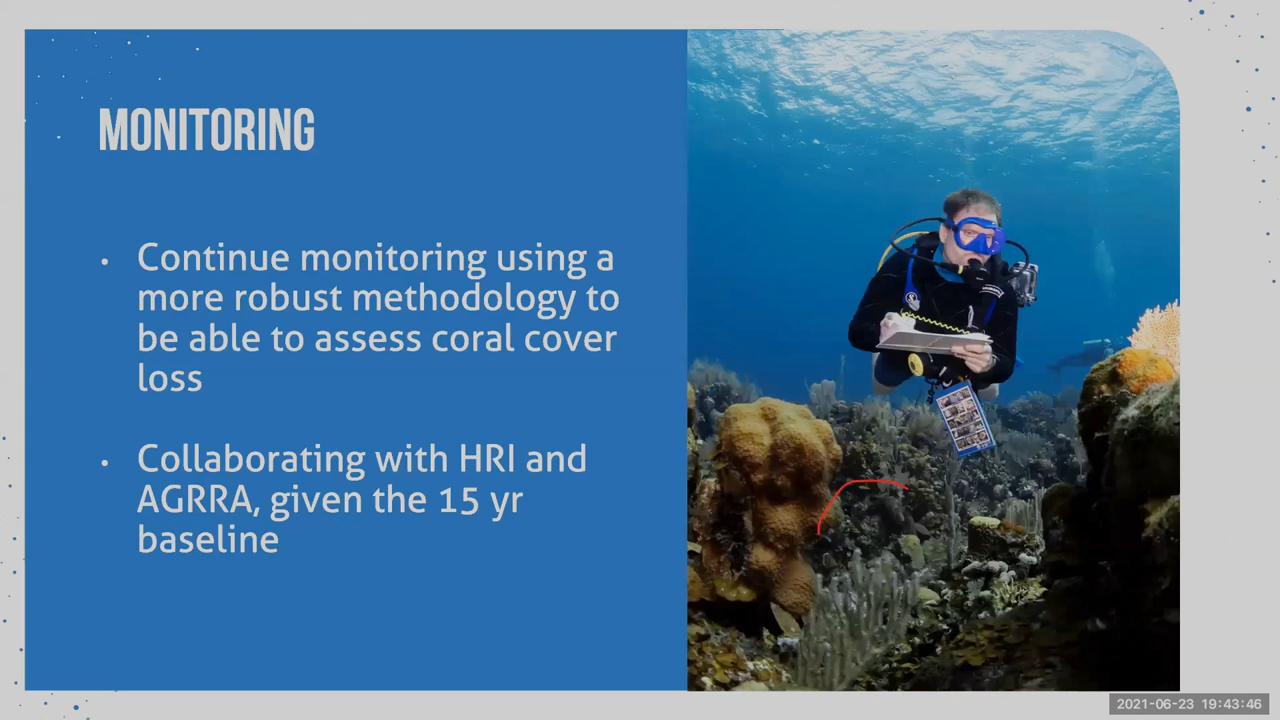 MONITORING
• Continue monitoring using a
more robust methodology to
be able to assess coral cover
loss
• Collaborating with HRI and
AGRRA, given the 15 yr
baseline
2021-06-23 19:43:46